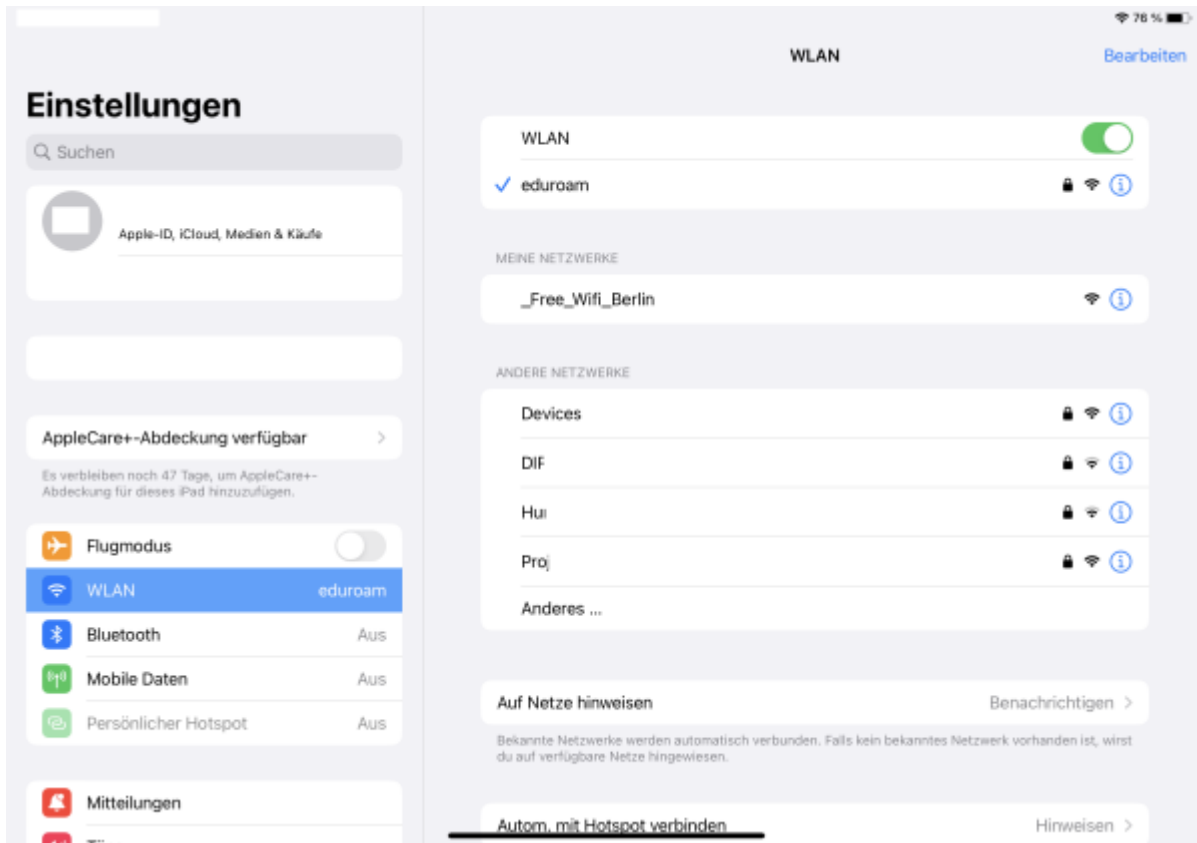 76 %
Einstellungen
Suchen
Apple-ID, iCloud, Medien & Käufe
AppleCare+-Abdeckung verfügbar
Es verbleiben noch 47 Tage, um AppleCare+-
Abdeckung für dieses iPad hinzuzufügen.
Flugmodus
WLAN eduroam
Bluetooth Aus
Mobile Daten Aus
Persönlicher Hotspot Aus
Mitteilungen
WLAN Bearbeiten
WLAN
eduroam
MEINE NETZWERKE
_Free_Wifi_Berlin
ANDERE NETZWERKE
Devices
DIF
Hu
Proj
Anderes ...
Auf Netze hinweisen Benachrichtigen
Bekannte Netzwerke werden automatisch verbunden. Falls kein bekanntes Netzwerk vorhanden ist, wirst
du auf verfügbare Netze hingewiesen.
Autom. mit Hotspot verbinden Hinweisen